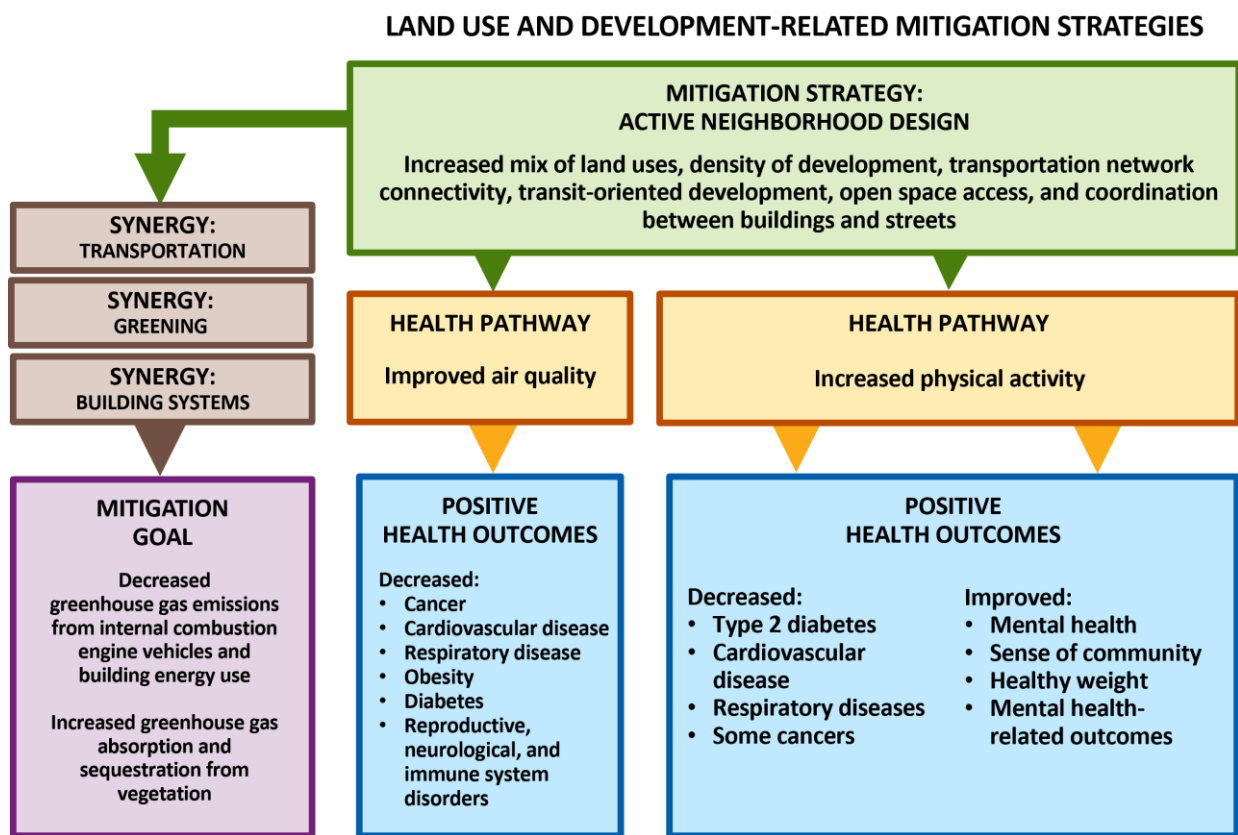 LAND USE AND DEVELOPMENT-RELATED MITIGATION STRATEGIES
MITIGATION STRATEGY:
ACTIVE NEIGHBORHOOD DESIGN
Increased mix of land uses, density of development, transportation network
connectivity, transit-oriented development, open space access, and coordination
between buildings and streets
SYNERGY:
TRANSPORTATION
SYNERGY:
GREENING
SYNERGY:
BUILDING SYSTEMS
HEALTH PATHWAY
Improved air quality
HEALTH PATHWAY
Increased physical activity
MITIGATION
GOAL
Decreased
greenhouse gas emissions
from internal combustion
engine vehicles and
building energy use
Increased greenhouse gas
absorption and
sequestration from
vegetation
POSITIVE
HEALTH OUTCOMES
Decreased:
• Cancer
• Cardiovascular disease
• Respiratory disease
• Obesity
• Diabetes
• Reproductive,
neurological, and
immune system
disorders
POSITIVE
HEALTH OUTCOMES
Decreased:
• Type 2 diabetes
• Cardiovascular
disease
• Respiratory diseases
• Some cancers
Improved:
• Mental health
• Sense of community
• Healthy weight
• Mental health-
related outcomes